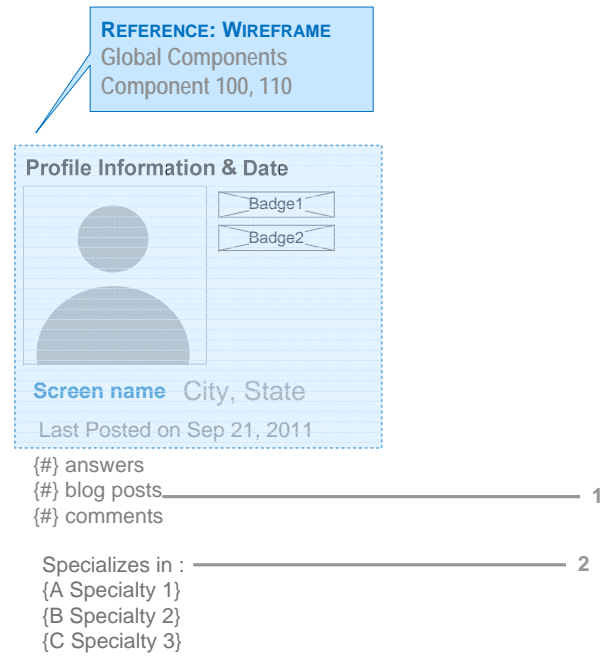 REFERENCE: WIREFRAME
Global Components
Component 100, 110
Profile Information & Date
Badge1
Badge2
Screen name City, State
Last Posted on Sep 21, 2011
{#} answers
{#} blog posts 1
{#} comments
Specializes in : 2
{A Specialty 1}
{B Specialty 2}
{C Specialty 3}